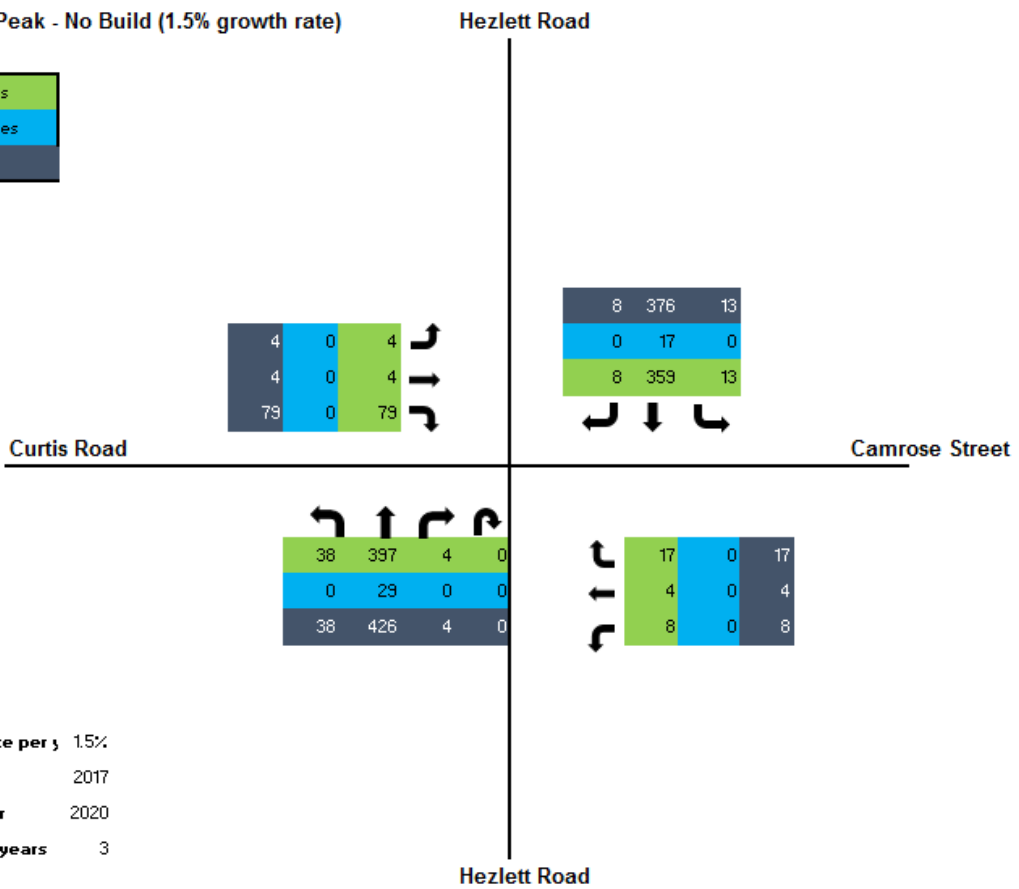 Peak - No Build (1.5% growth rate)
Hezlett Road
s
es
8 376 13
0 17 0
8 359 13
4 0 4
4 0 4
79 0 79
Curtis Road
Camrose Street
38 397 4 0
0 29 0 0
38 426 4 0
17 0 17
4 0 4
8 0 8
te per y 1.5%
2017
r 2020
years 3
Hezlett Road